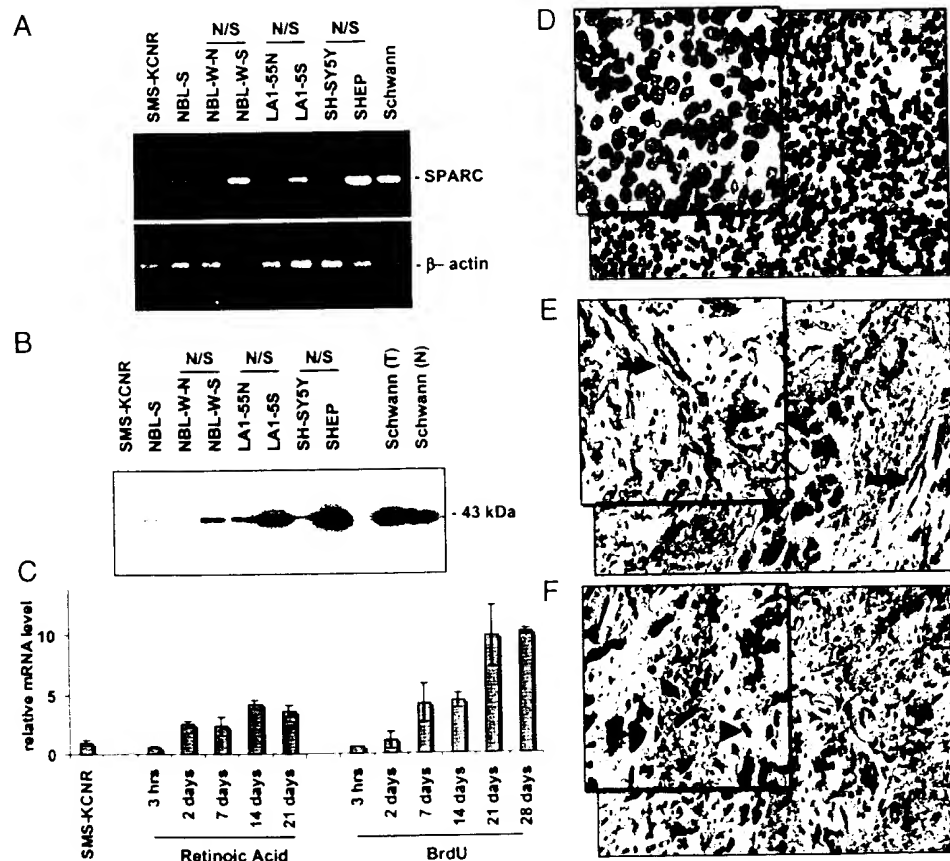 A
N/S N/S N/S
SMS-KCNR
NBL-S
NBL-W-N
NBL-W-S
LA1-55N
LA1-5S
SH-SY5Y
SHEP
Schwann
- SPARC
- β- actin
B
N/S N/S N/S
SMS-KCNR
NBL-S
NBL-W-N
NBL-W-S
LA1-55N
LA1-5S
SH-SY5Y
SHEP
Schwann (T)
Schwann (N)
- 43 kDa
C
relative mRNA level
10
5
0
SMS-KCNR
3 hrs
2 days
7 days
14 days
21 days
Retinoic Acid
3 hrs
2 days
7 days
14 days
21 days
28 days
BrdU
D
E
F